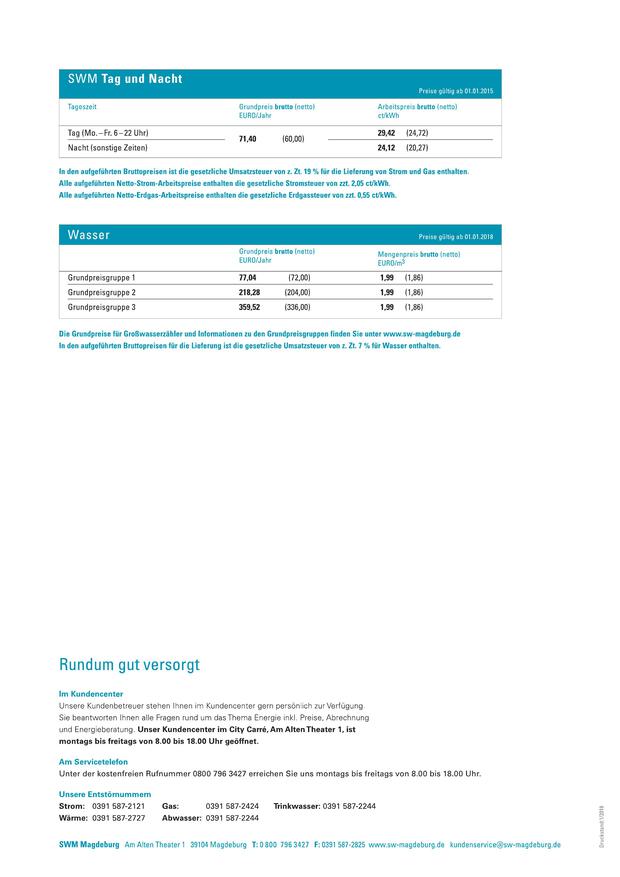 SWM Tag und Nacht
Preise gültig ab 01.01.2015
Tageszeit Grundpreis brutto (netto) Arbeitspreis brutto (netto)
EURO/Jahr ct/kWh
Tag (Mo.–Fr. 6–22 Uhr) 29,42 (24,72)
71,40 (60,00)
Nacht (sonstige Zeiten) 24,12 (20,27)
In den aufgeführten Bruttopreisen ist die gesetzliche Umsatzsteuer von z. Zt. 19 % für die Lieferung von Strom und Gas enthalten.
Alle aufgeführten Netto-Strom-Arbeitspreise enthalten die gesetzliche Stromsteuer von zzt. 2,05 ct/kWh.
Alle aufgeführten Netto-Erdgas-Arbeitspreise enthalten die gesetzliche Erdgassteuer von zzt. 0,55 ct/kWh.
Wasser
Preise gültig ab 01.01.2018
Grundpreis brutto (netto) Mengenpreis brutto (netto)
EURO/Jahr EURO/m³
Grundpreisgruppe 1 77,04 (72,00) 1,99 (1,86)
Grundpreisgruppe 2 218,28 (204,00) 1,99 (1,86)
Grundpreisgruppe 3 359,52 (336,00) 1,99 (1,86)
Die Grundpreise für Großwasserzähler und Informationen zu den Grundpreisgruppen finden Sie unter www.sw-magdeburg.de
In den aufgeführten Bruttopreisen für die Lieferung ist die gesetzliche Umsatzsteuer von z. Zt. 7 % für Wasser enthalten.
Rundum gut versorgt
Im Kundencenter
Unsere Kundenbetreuer stehen Ihnen im Kundencenter gern persönlich zur Verfügung.
Sie beantworten Ihnen alle Fragen rund um das Thema Energie inkl. Preise, Abrechnung
und Energieberatung. Unser Kundencenter im City Carré, Am Alten Theater 1, ist
montags bis freitags von 8.00 bis 18.00 Uhr geöffnet.
Am Servicetelefon
Unter der kostenfreien Rufnummer 0800 796 3427 erreichen Sie uns montags bis freitags von 8.00 bis 18.00 Uhr.
Unsere Entstörnummern
Strom: 0391 587-2121 Gas: 0391 587-2424 Trinkwasser: 0391 587-2244
Wärme: 0391 587-2727 Abwasser: 0391 587-2244
SWM Magdeburg Am Alten Theater 1 39104 Magdeburg T: 0 800 796 3427 F: 0391 587-2825 www.sw-magdeburg.de kundenservice@sw-magdeburg.de
Druckstand:1/2018